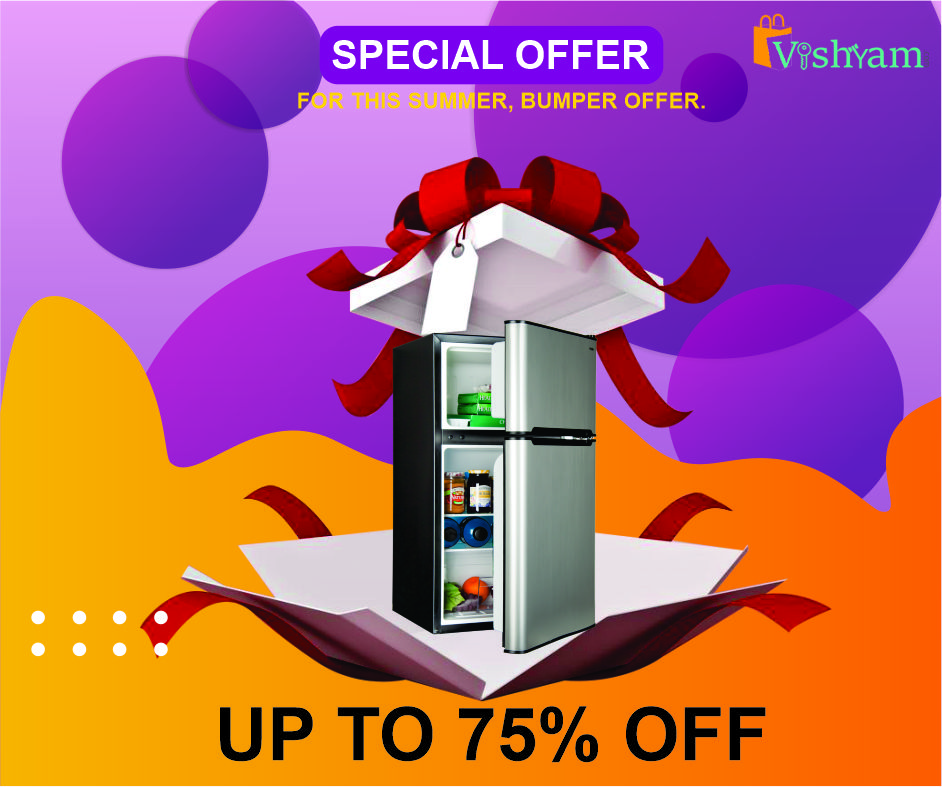 SPECIAL OFFER
Vishyam
FOR THIS SUMMER, BUMPER OFFER.
UP TO 75% OFF